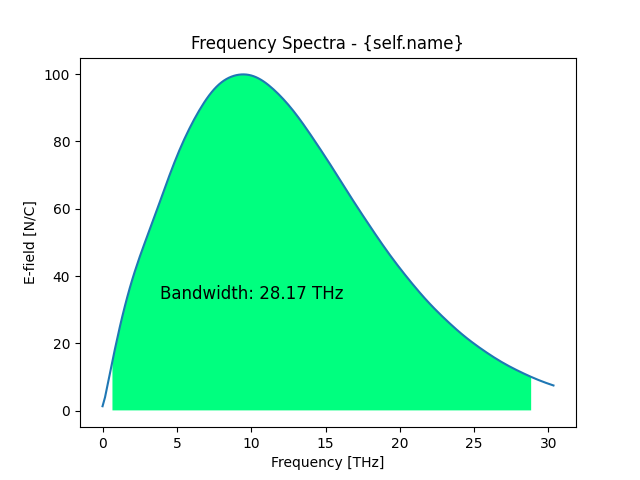 Frequency Spectra - {self.name}
100
80
60
40
20
0
E-field [N/C]
Bandwidth: 28.17 THz
0 5 10 15 20 25 30
Frequency [THz]